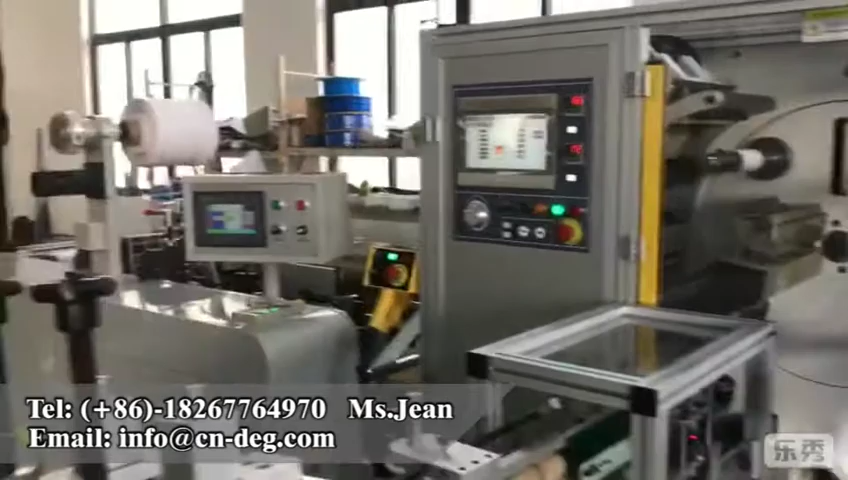 Tel: (+86)-18267764970 Ms.Jean
Email: info@cn-deg.com
乐秀